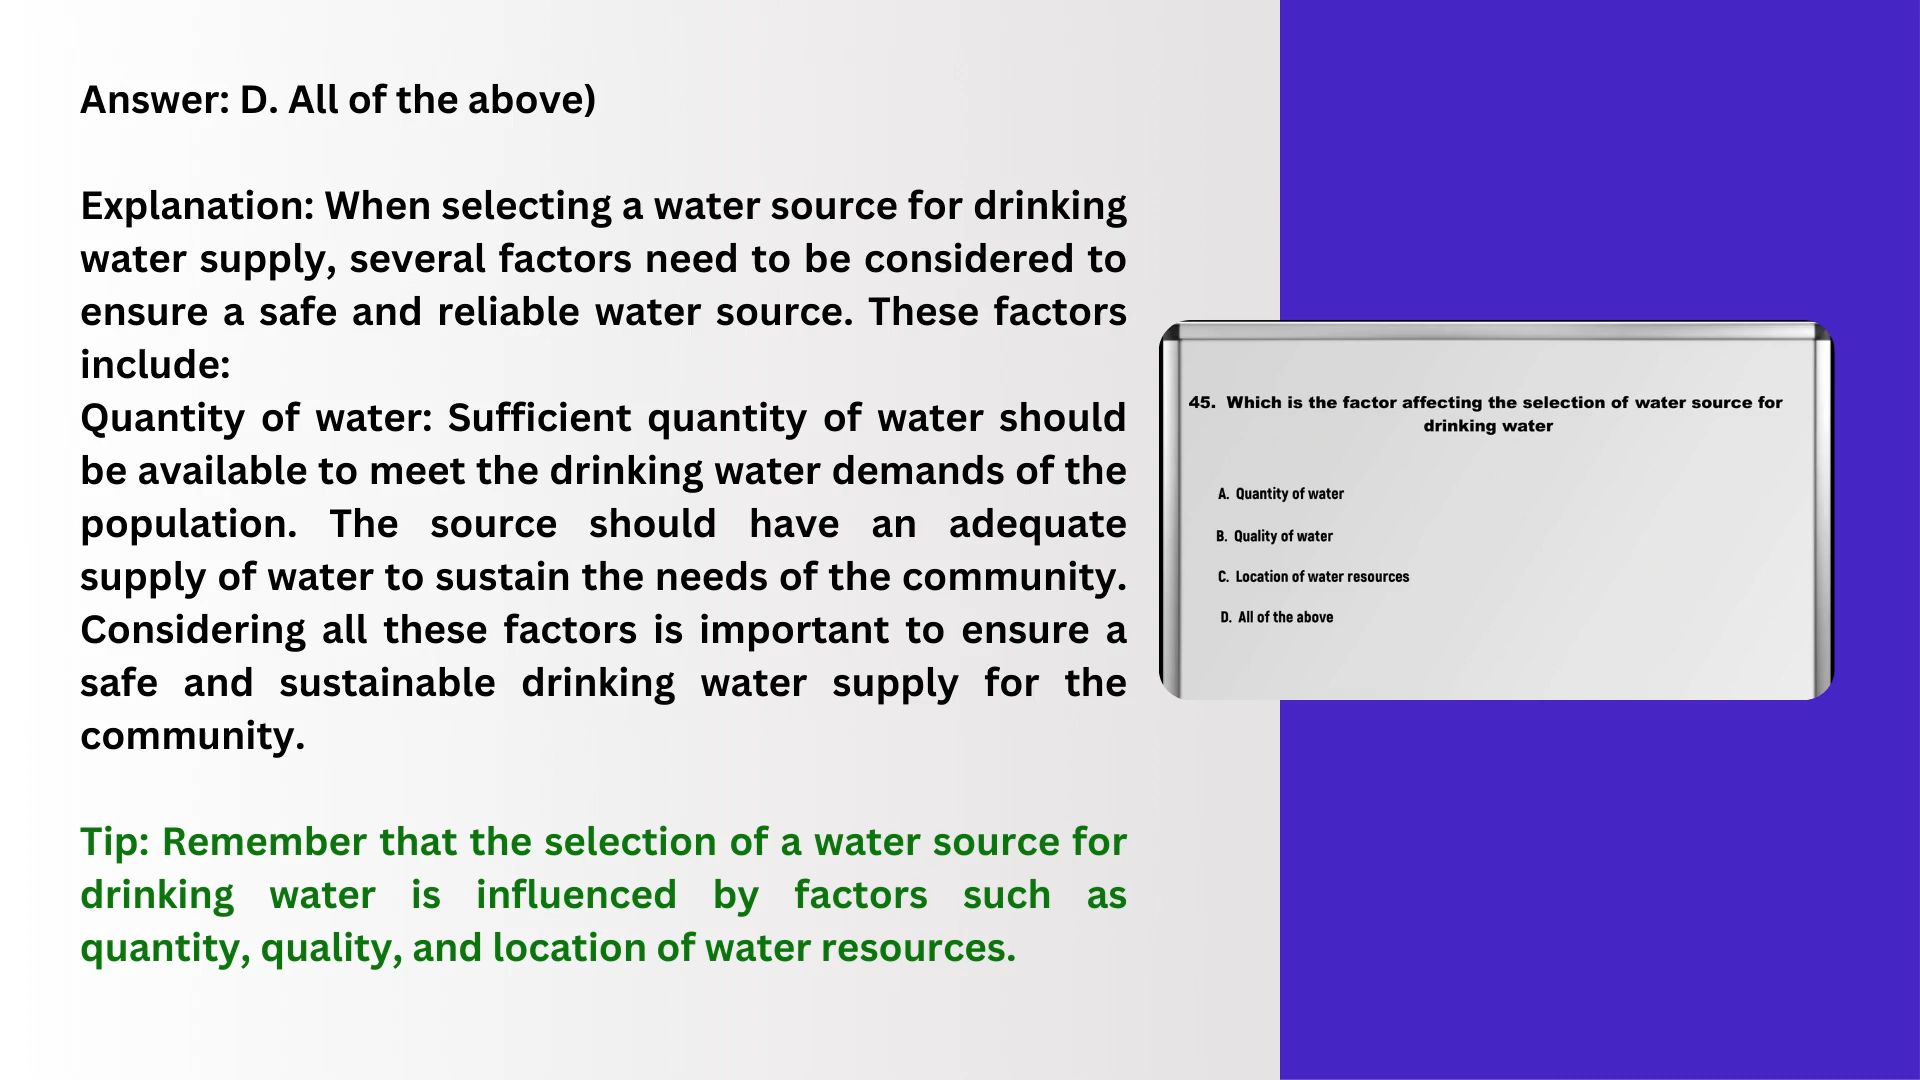 Answer: D. All of the above)
Explanation: When selecting a water source for drinking
water supply, several factors need to be considered to
ensure a safe and reliable water source. These factors
include:
Quantity of water: Sufficient quantity of water should
be available to meet the drinking water demands of the
population. The source should have an adequate
supply of water to sustain the needs of the community.
Considering all these factors is important to ensure a
safe and sustainable drinking water supply for the
community.
Tip: Remember that the selection of a water source for
drinking water is influenced by factors such as
quantity, quality, and location of water resources.
45. Which is the factor affecting the selection of water source for
drinking water
A. Quantity of water
B. Quality of water
C. Location of water resources
D. All of the above